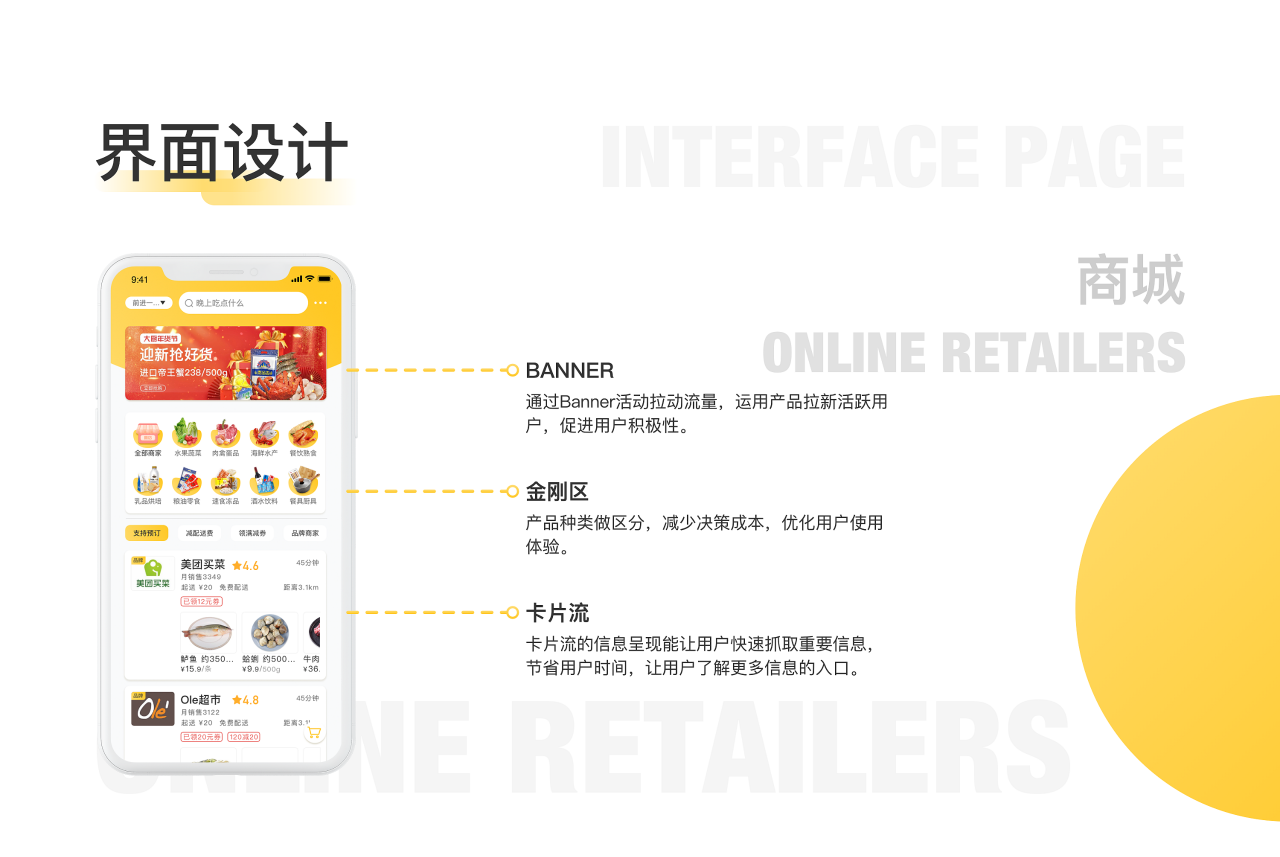 界面设计
INTERFACE PAGE
商城
ONLINE RETAILERS
9:41
前进一...▼
晚上吃点什么
大牌年货节
迎新抢好货。
进口帝王蟹238/500g
全部商家 水果蔬菜 肉禽蛋品 海鲜水产 餐饮熟食
乳品烘焙 粮油零食 速食冻品 酒水饮料 餐具厨具
支持预订 减配送费 领满减券 品牌商家
品牌
美团买菜
美团买菜 4.6 45分钟
月销售3349
起送 ¥20 免费配送 距离3.1km
已领12元券
鲈鱼 约350... 蛤蜊 约500... 牛肉
¥15.9/条 ¥9.9/500g ¥36.
品牌
Ole'
Ole超市 4.8 45分钟
月销售3122
起送 ¥20 免费配送 距离3.1
已领20元券 120减20
BANNER
通过Banner活动拉动流量，运用产品拉新活跃用
户，促进用户积极性。
金刚区
产品种类做区分，减少决策成本，优化用户使用
体验。
卡片流
卡片流的信息呈现能让用户快速抓取重要信息，
节省用户时间，让用户了解更多信息的入口。
ONLINE RETAILERS